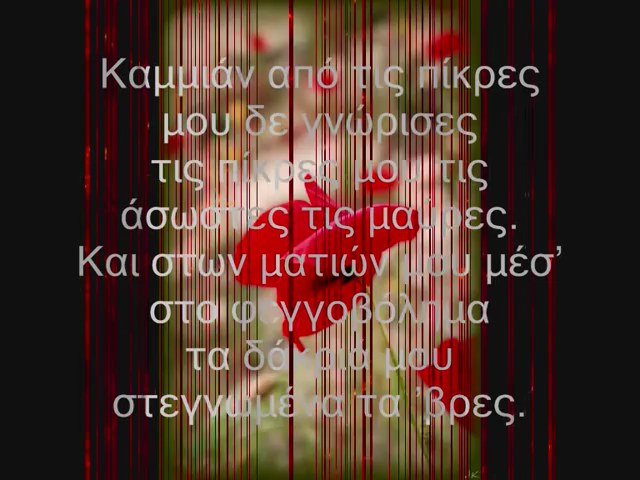 Καμμιάν από τις πίκρες
μου δε γνώρισες
τις πίκρες μου τις
άσωστες τις μαύρες.
Και στων ματιών μου μέσ’
στο φεγγοβόλημα
τα δάκρια μου
στεγνωμένα τα ’βρες.